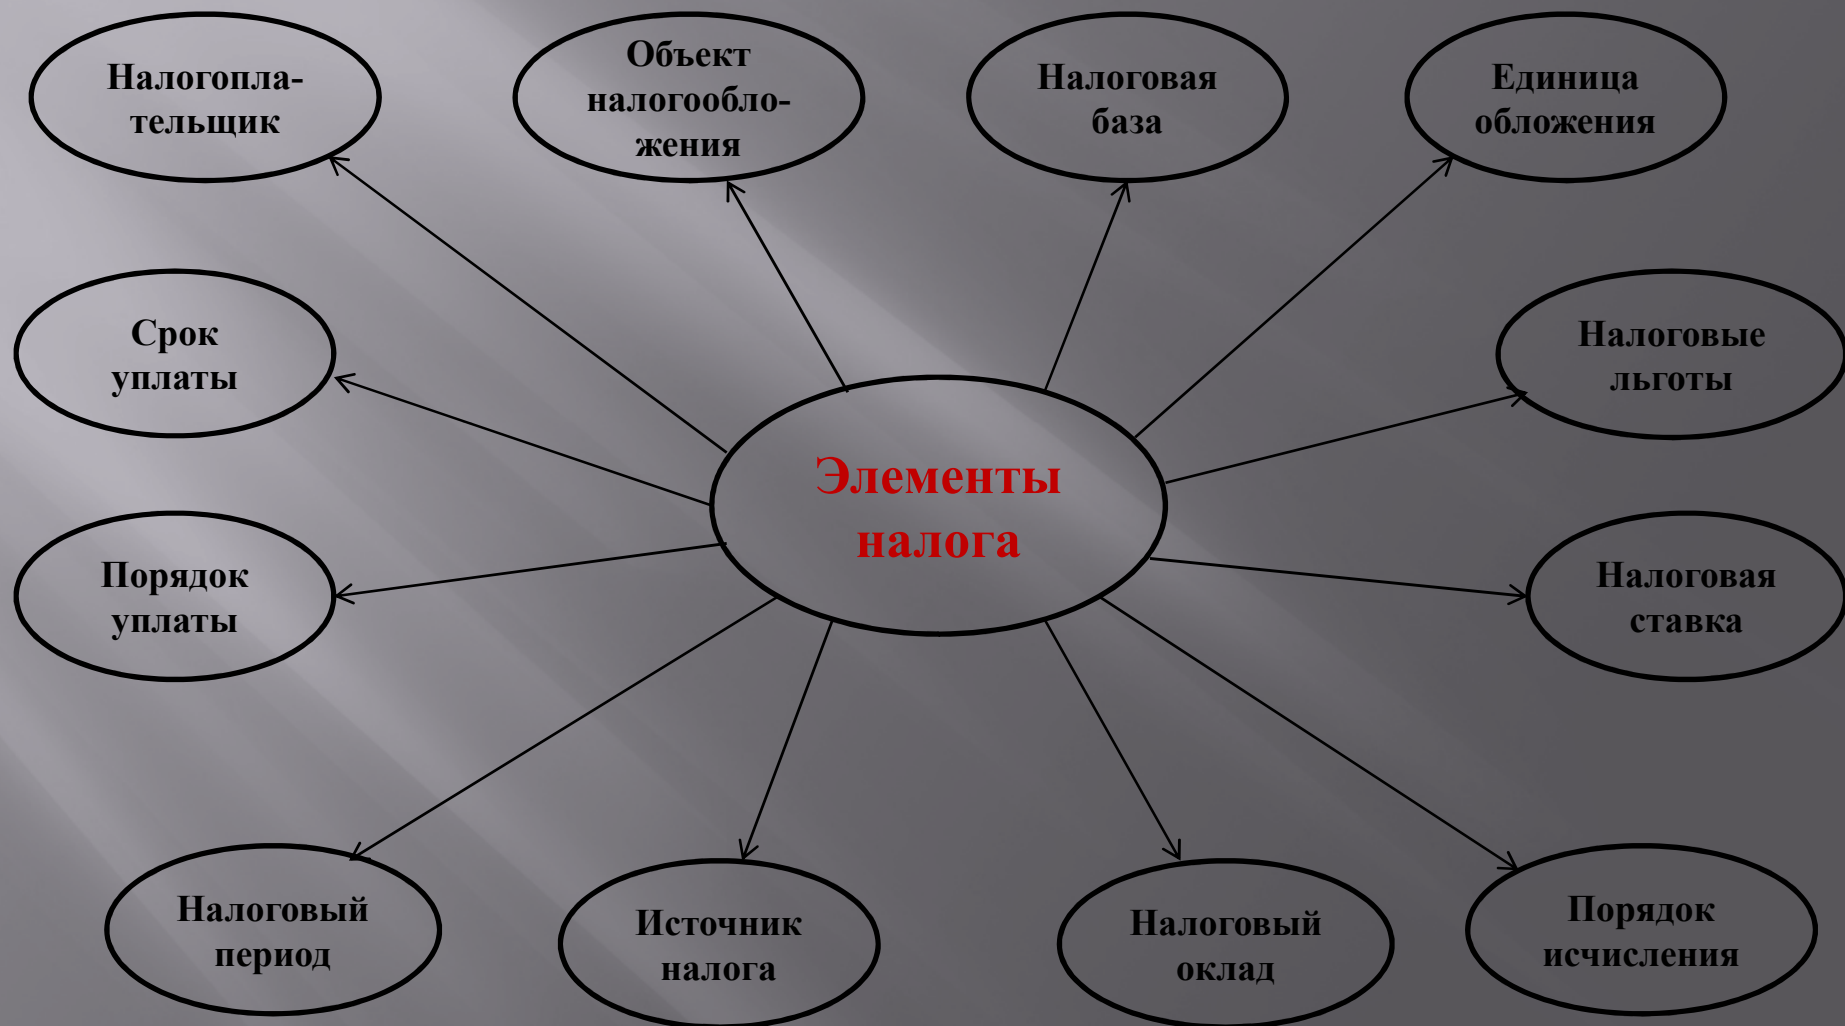 Налогопла-
тельщик
Объект
налогообло-
жения
Налоговая
база
Единица
обложения
Срок
уплаты
Налоговые
льготы
Элементы
налога
Порядок
уплаты
Налоговая
ставка
Налоговый
период
Источник
налога
Налоговый
оклад
Порядок
исчисления